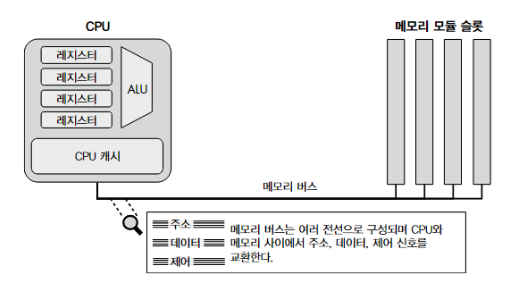 CPU
메모리 모듈 슬롯
레지스터
레지스터
레지스터
레지스터
ALU
CPU 캐시
메모리 버스
주소
데이터
제어
메모리 버스는 여러 전선으로 구성되며 CPU와
메모리 사이에서 주소, 데이터, 제어 신호를
교환한다.